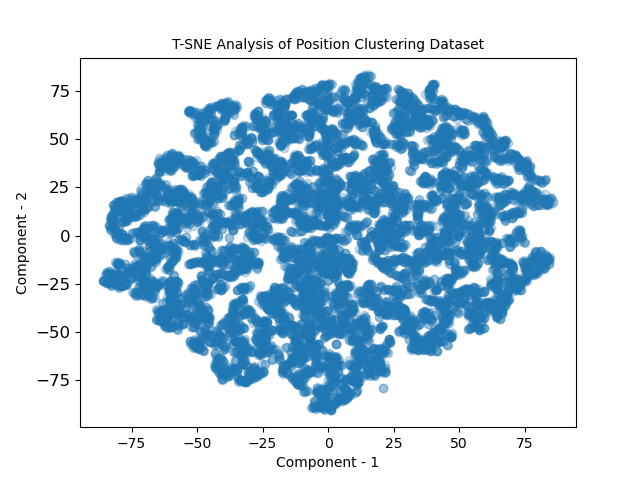 T-SNE Analysis of Position Clustering Dataset
75
50
25
0
−25
−50
−75
Component - 2
−75 −50 −25 0 25 50 75
Component - 1